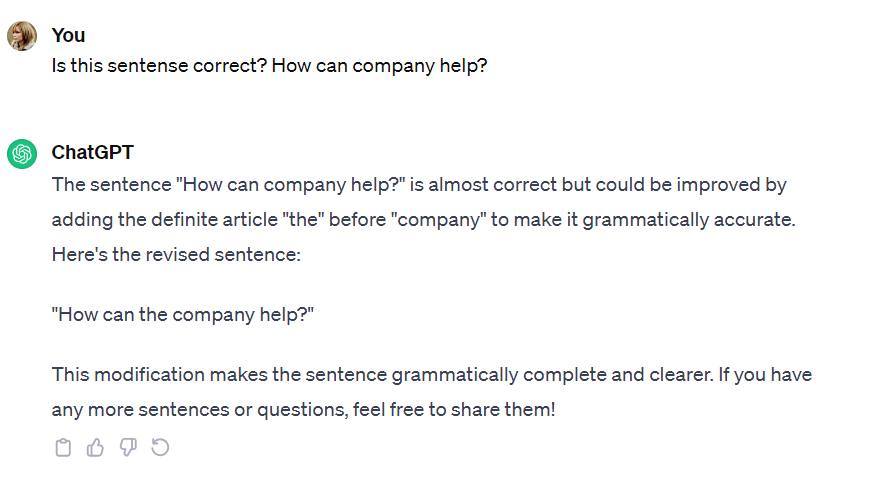 You
Is this sentense correct? How can company help?
ChatGPT
The sentence "How can company help?" is almost correct but could be improved by
adding the definite article "the" before "company" to make it grammatically accurate.
Here's the revised sentence:
"How can the company help?"
This modification makes the sentence grammatically complete and clearer. If you have
any more sentences or questions, feel free to share them!